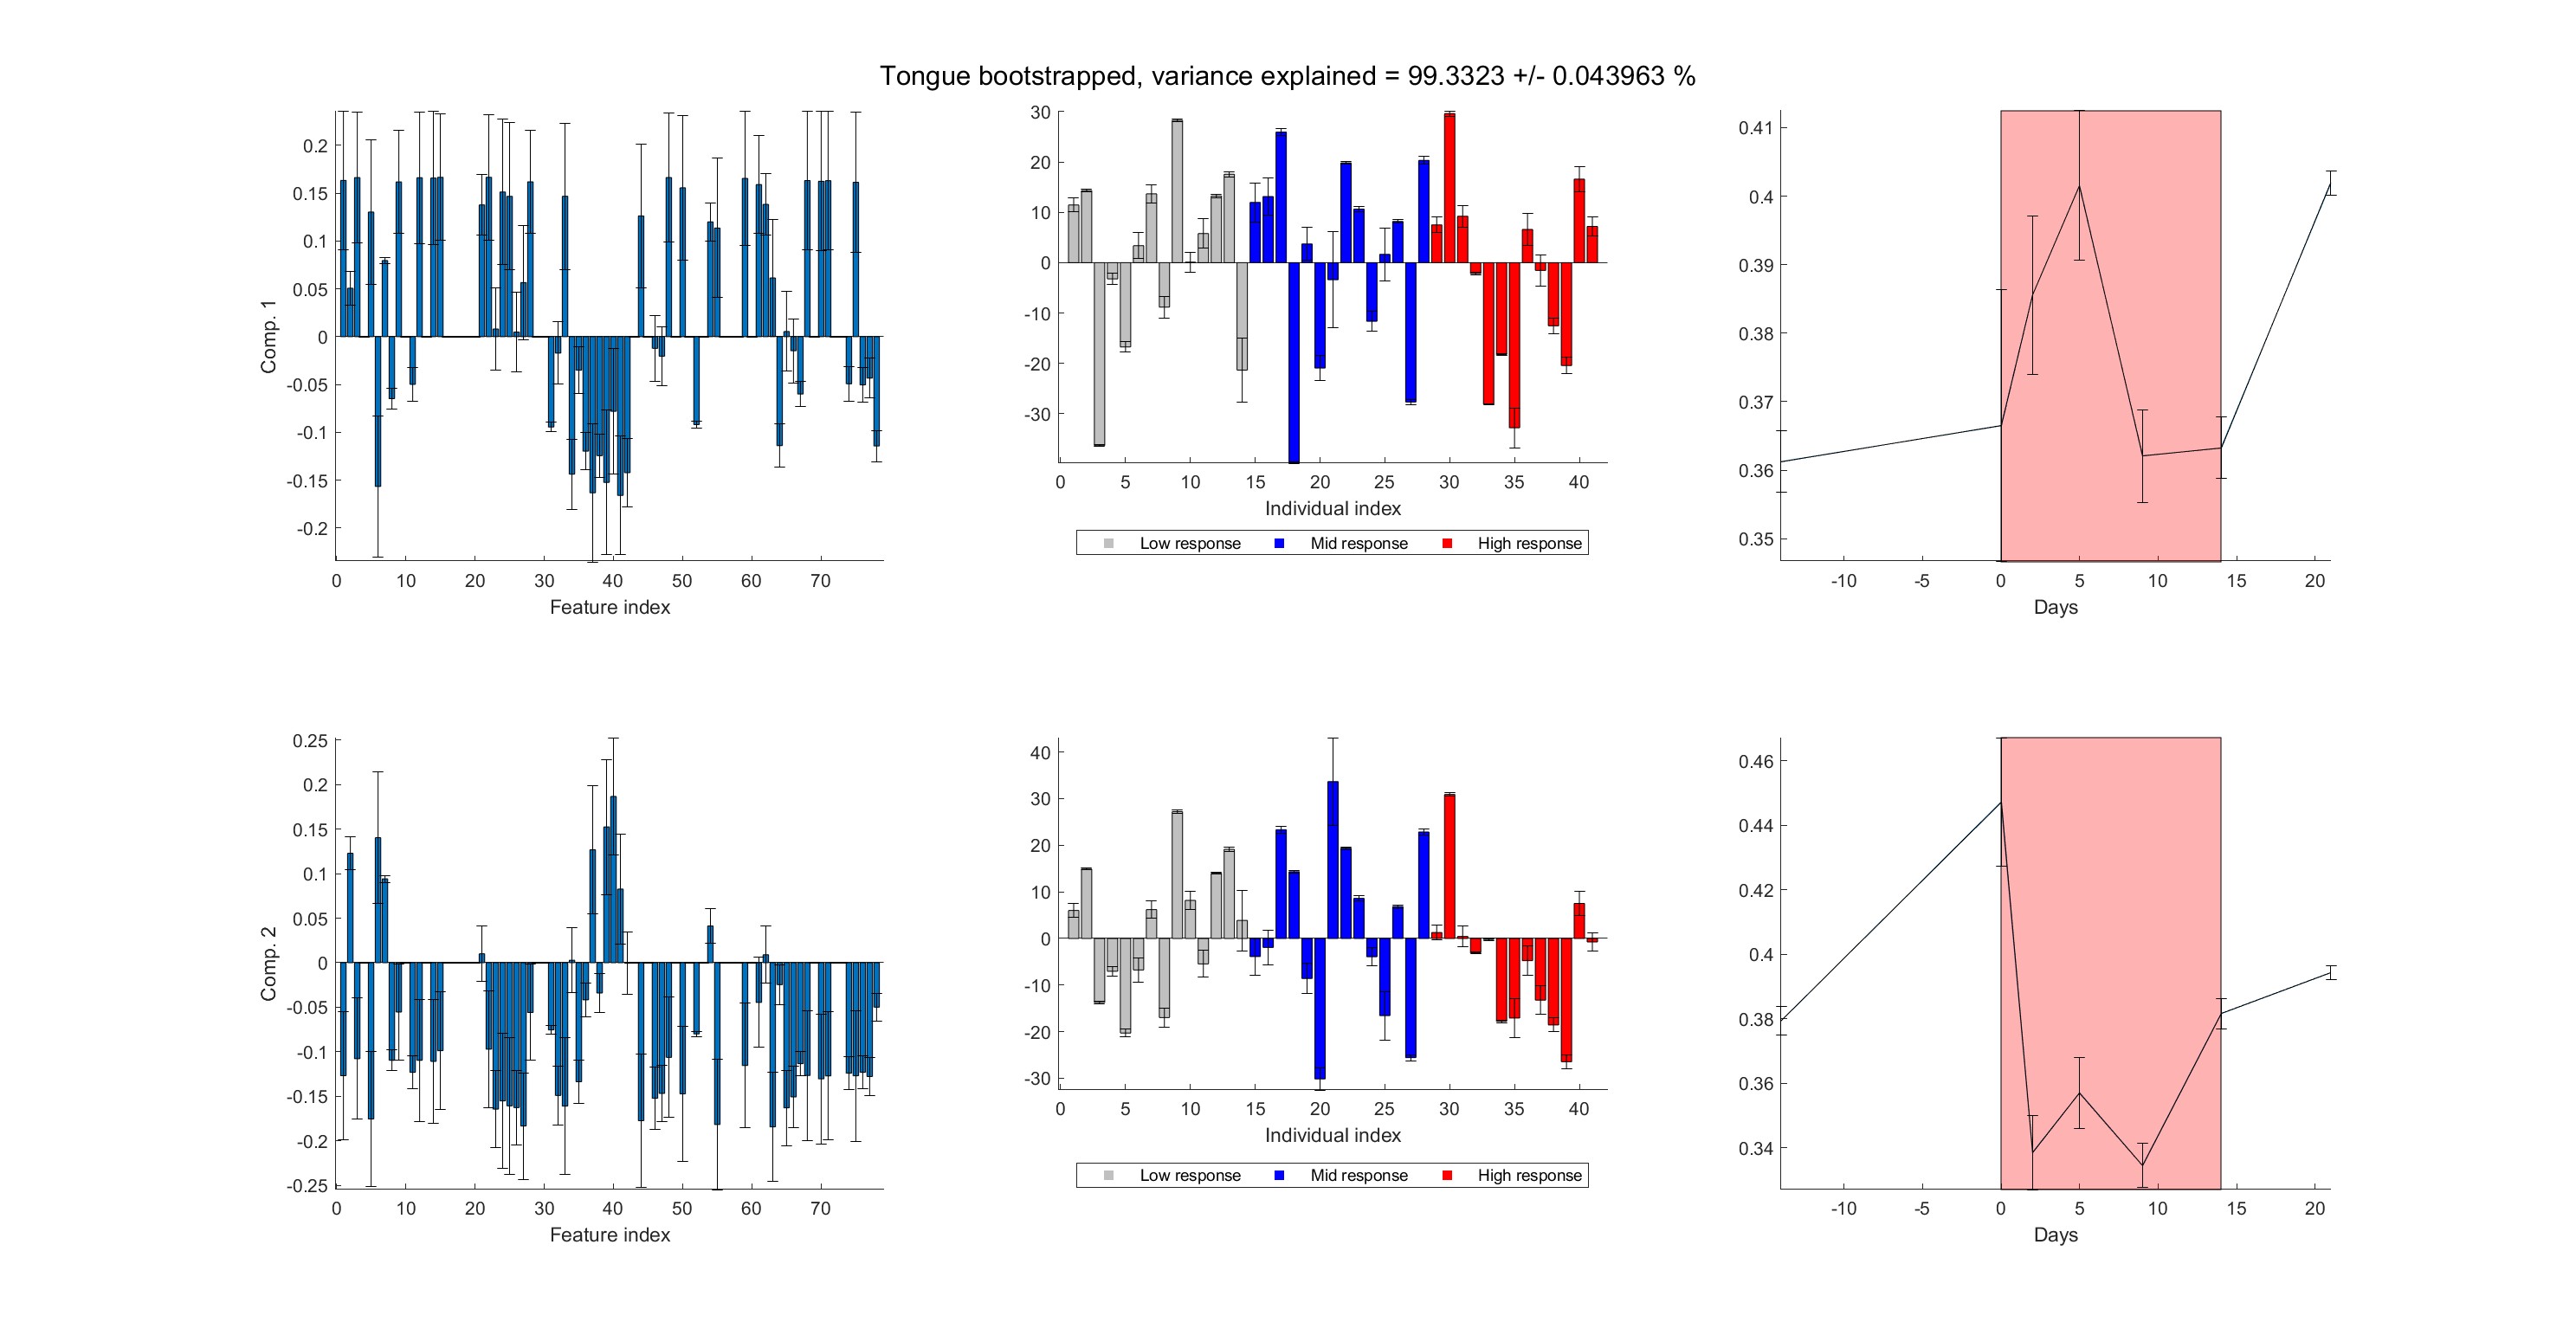 Tongue bootstrapped, variance explained = 99.3323 +/- 0.043963 %
Comp. 1
0.2
0.15
0.1
0.05
0
-0.05
-0.1
-0.15
-0.2
0 10 20 30 40 50 60 70
Feature index
30
20
10
0
-10
-20
-30
0 5 10 15 20 25 30 35 40
Individual index
Low response Mid response High response
0.41
0.4
0.39
0.38
0.37
0.36
0.35
-10 -5 0 5 10 15 20
Days
Comp. 2
0.25
0.2
0.15
0.1
0.05
0
-0.05
-0.1
-0.15
-0.2
-0.25
0 10 20 30 40 50 60 70
Feature index
40
30
20
10
0
-10
-20
-30
0 5 10 15 20 25 30 35 40
Individual index
Low response Mid response High response
0.46
0.44
0.42
0.4
0.38
0.36
0.34
-10 -5 0 5 10 15 20
Days